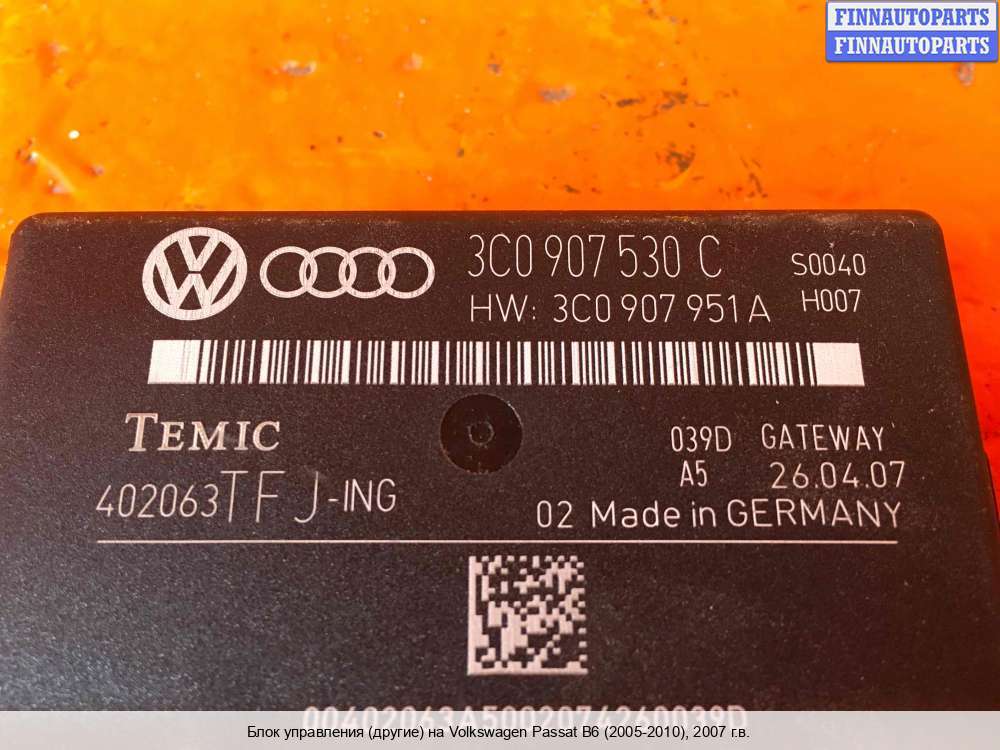 FINNAUTOPARTS
FINNAUTOPARTS
3C0 907 530 C
S0040
HW: 3C0 907 951 A
H007
TEMIC
039D GATEWAY
A5 26.04.07
402063TFJ-ING
02 Made in GERMANY
00402063A5002074260039D
Блок управления (другие) на Volkswagen Passat B6 (2005-2010), 2007 г.в.